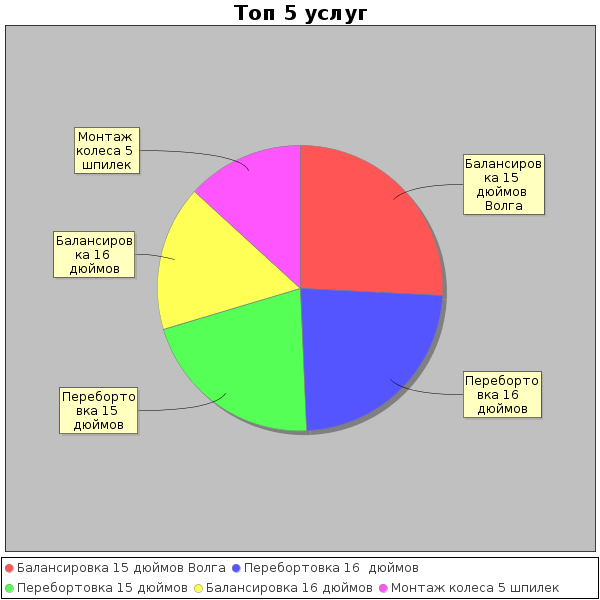 Топ 5 услуг
Монтаж
колеса 5
шпилек
Балансиров
ка 15
дюймов
Волга
Балансиров
ка 16
дюймов
Переборто
вка 15
дюймов
Переборто
вка 16
дюймов
Балансировка 15 дюймов Волга Перебортовка 16  дюймов
Перебортовка 15 дюймов Балансировка 16 дюймов Монтаж колеса 5 шпилек